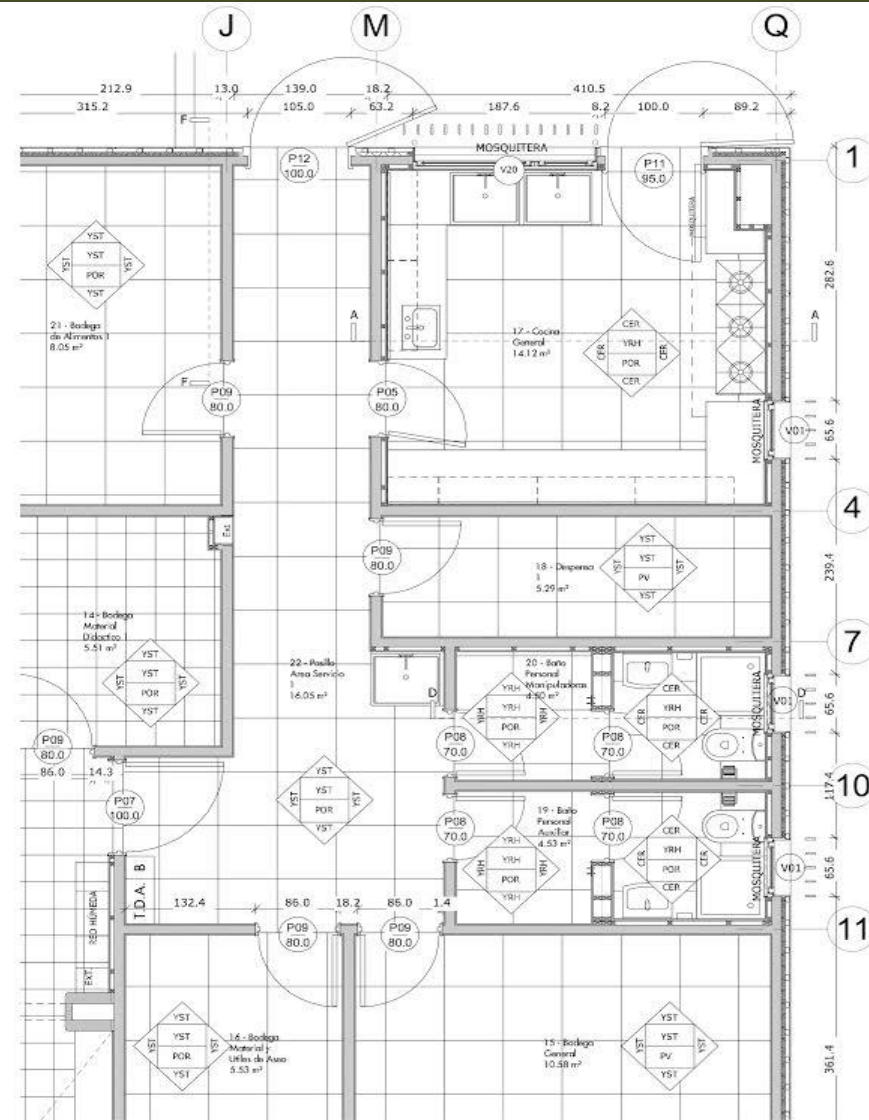 J
M
Q
212.9
13.0
139.0
18.2
410.5
315.2
105.0
63.2
187.6
8.2
100.0
89.2
F
MOSQUITERA
P12
100.0
V20
P11
95.0
MOSQUITERA
1
YST
YST
YST
POR
YST
YST
21 - Bodega
de Alimentos 1
8.05 m²
282.6
A
A
17 - Cocina
General
14.12 m²
CER
CER
YRH
CER
POR
CER
F
P09
80.0
P05
80.0
MOSQUITERA
V01
65.6
4
Ex1
P09
80.0
18 - Despensa
1
5.29 m²
YST
YST
YST
PV
YST
YST
239.4
14 - Bodega
Material
Didactico 1
5.51 m²
YST
YST
YST
POR
YST
YST
7
22 - Pasillo
Area Servicio
1
16.05 m²
20 - Baño
Personal
Manipuladoras
4.50 m²
D
YRH
YRH
POR
YRH
YRH
H
CER
CER
YRH
CER
POR
CER
MOSQUITERA
V01
D
65.6
P09
80.0
86.0
14.3
P08
70.0
P08
70.0
P07
100.0
YST
YST
YST
POR
YST
YST
10
117.4
19 - Baño
Personal
Auxiliar
4.53 m²
P08
70.0
P08
70.0
YRH
YRH
POR
YRH
YRH
H
CER
CER
YRH
CER
POR
CER
MOSQUITERA
V01
65.6
T.D.A. B
RED HÚMEDA
EXT.
132.4
86.0
18.2
86.0
1.4
P09
80.0
P09
80.0
11
16 - Bodega
Material y
Utiles de Aseo
5.53 m²
YST
YST
YST
POR
YST
YST
15 - Bodega
General
10.58 m²
YST
YST
YST
PV
YST
YST
361.4